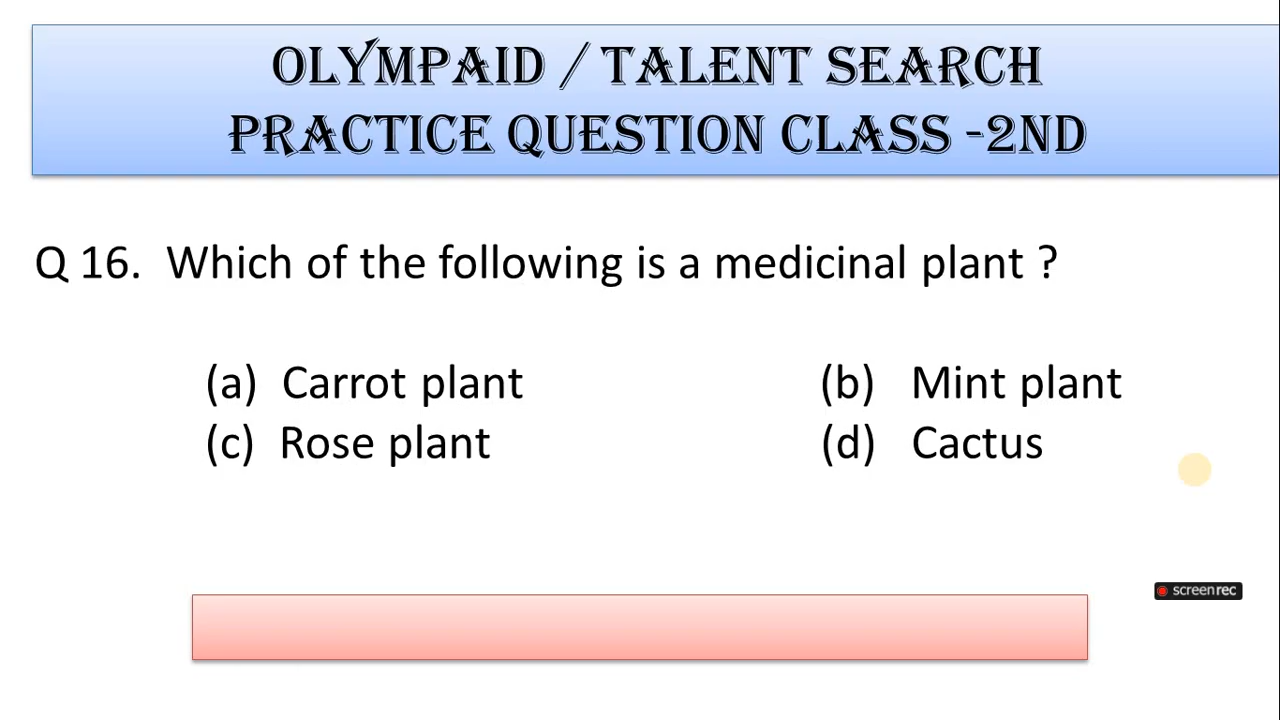 OLYMPAID / TALENT SEARCH
PRACTICE QUESTION CLASS -2ND
Q 16. Which of the following is a medicinal plant ?
(a) Carrot plant (b) Mint plant
(c) Rose plant (d) Cactus
screenrec